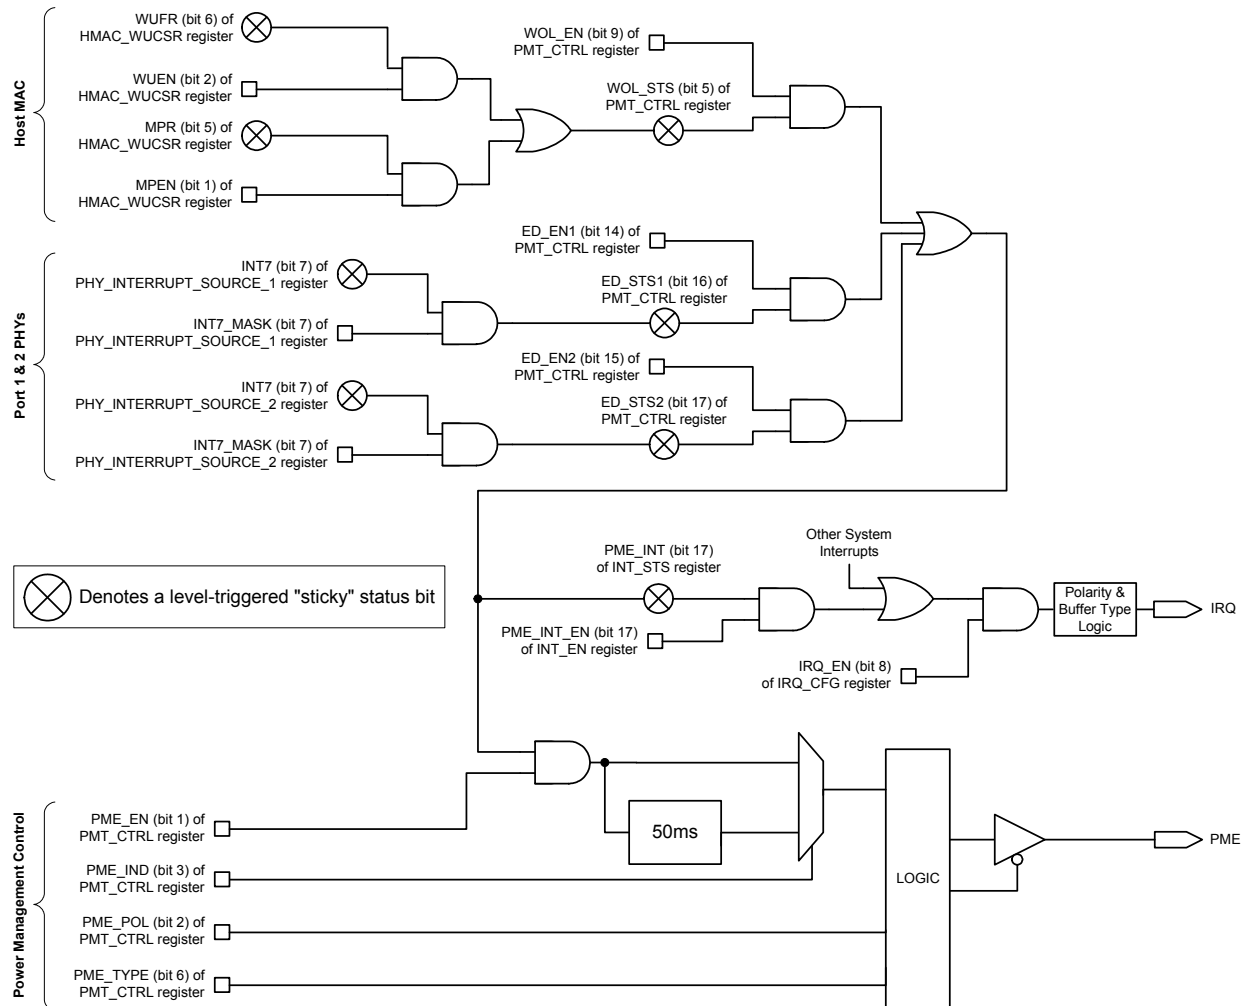 Host MAC
WUFR (bit 6) of
HMAC_WUCSR register
WUEN (bit 2) of
HMAC_WUCSR register
MPR (bit 5) of
HMAC_WUCSR register
MPEN (bit 1) of
HMAC_WUCSR register
WOL_EN (bit 9) of
PMT_CTRL register
WOL_STS (bit 5) of
PMT_CTRL register
Port 1 & 2 PHYs
INT7 (bit 7) of
PHY_INTERRUPT_SOURCE_1 register
INT7_MASK (bit 7) of
PHY_INTERRUPT_SOURCE_1 register
INT7 (bit 7) of
PHY_INTERRUPT_SOURCE_2 register
INT7_MASK (bit 7) of
PHY_INTERRUPT_SOURCE_2 register
ED_EN1 (bit 14) of
PMT_CTRL register
ED_STS1 (bit 16) of
PMT_CTRL register
ED_EN2 (bit 15) of
PMT_CTRL register
ED_STS2 (bit 17) of
PMT_CTRL register
Denotes a level-triggered "sticky" status bit
PME_INT (bit 17)
of INT_STS register
PME_INT_EN (bit 17)
of INT_EN register
Other System
Interrupts
IRQ_EN (bit 8)
of IRQ_CFG register
Polarity &
Buffer Type
Logic
IRQ
Power Management Control
PME_EN (bit 1) of
PMT_CTRL register
PME_IND (bit 3) of
PMT_CTRL register
PME_POL (bit 2) of
PMT_CTRL register
PME_TYPE (bit 6) of
PMT_CTRL register
50ms
LOGIC
PME